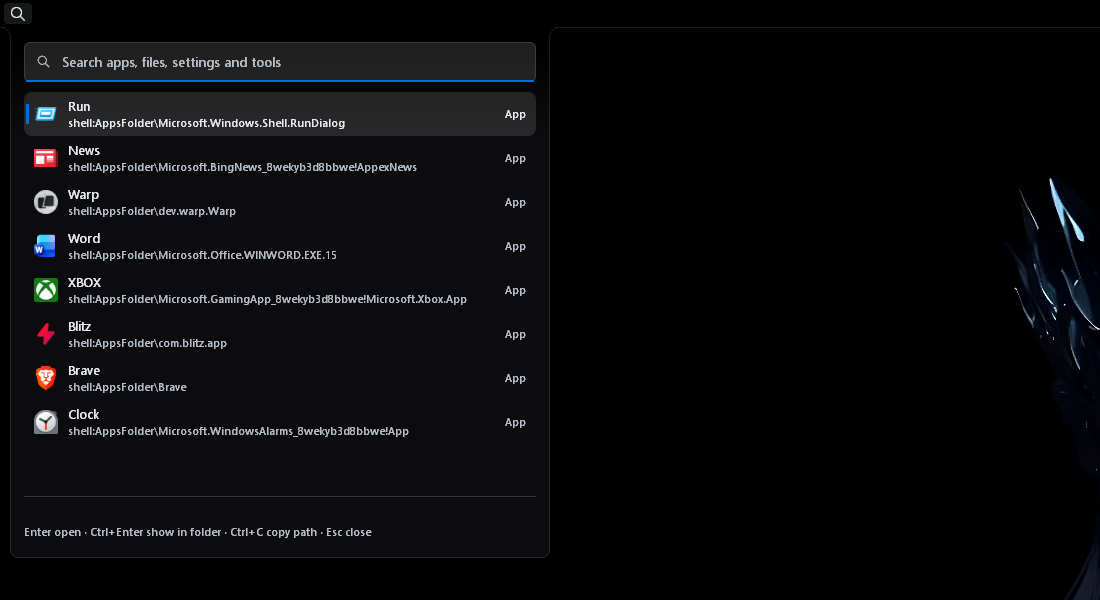 Search apps, files, settings and tools
Run
shell:AppsFolder\Microsoft.Windows.Shell.RunDialog
App
News
shell:AppsFolder\Microsoft.BingNews_8wekyb3d8bbwe!AppexNews
App
Warp
shell:AppsFolder\dev.warp.Warp
App
W
Word
shell:AppsFolder\Microsoft.Office.WINWORD.EXE.15
App
XBOX
shell:AppsFolder\Microsoft.GamingApp_8wekyb3d8bbwe!Microsoft.Xbox.App
App
Blitz
shell:AppsFolder\com.blitz.app
App
Brave
shell:AppsFolder\Brave
App
Clock
shell:AppsFolder\Microsoft.WindowsAlarms_8wekyb3d8bbwe!App
App
Enter open · Ctrl+Enter show in folder · Ctrl+C copy path · Esc close